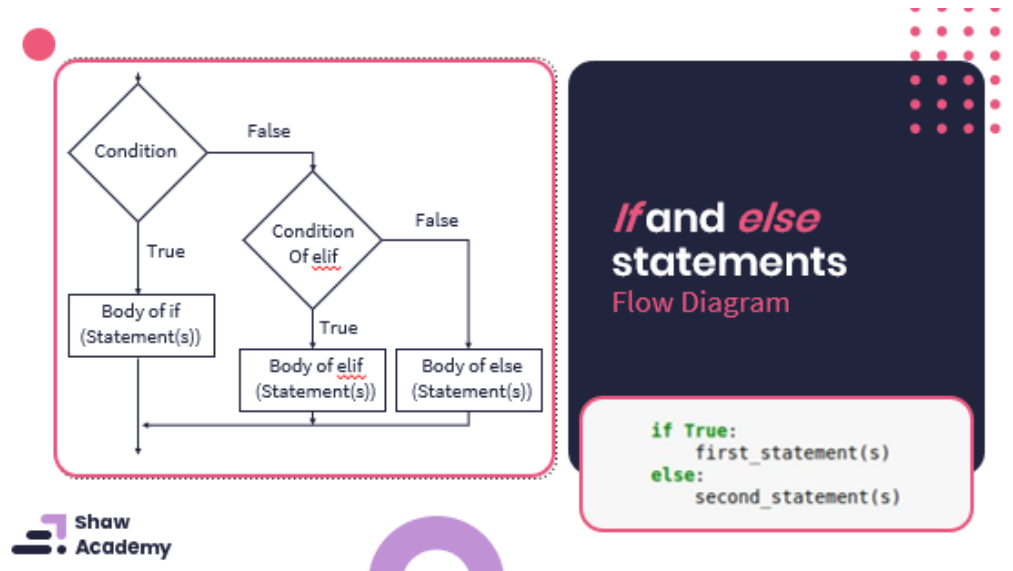 Condition
False
True
Body of if
(Statement(s))
Condition
Of elif
False
True
Body of elif
(Statement(s))
Body of else
(Statement(s))
If and else
statements
Flow Diagram
if True:
    first_statement(s)
else:
    second_statement(s)
Shaw
Academy